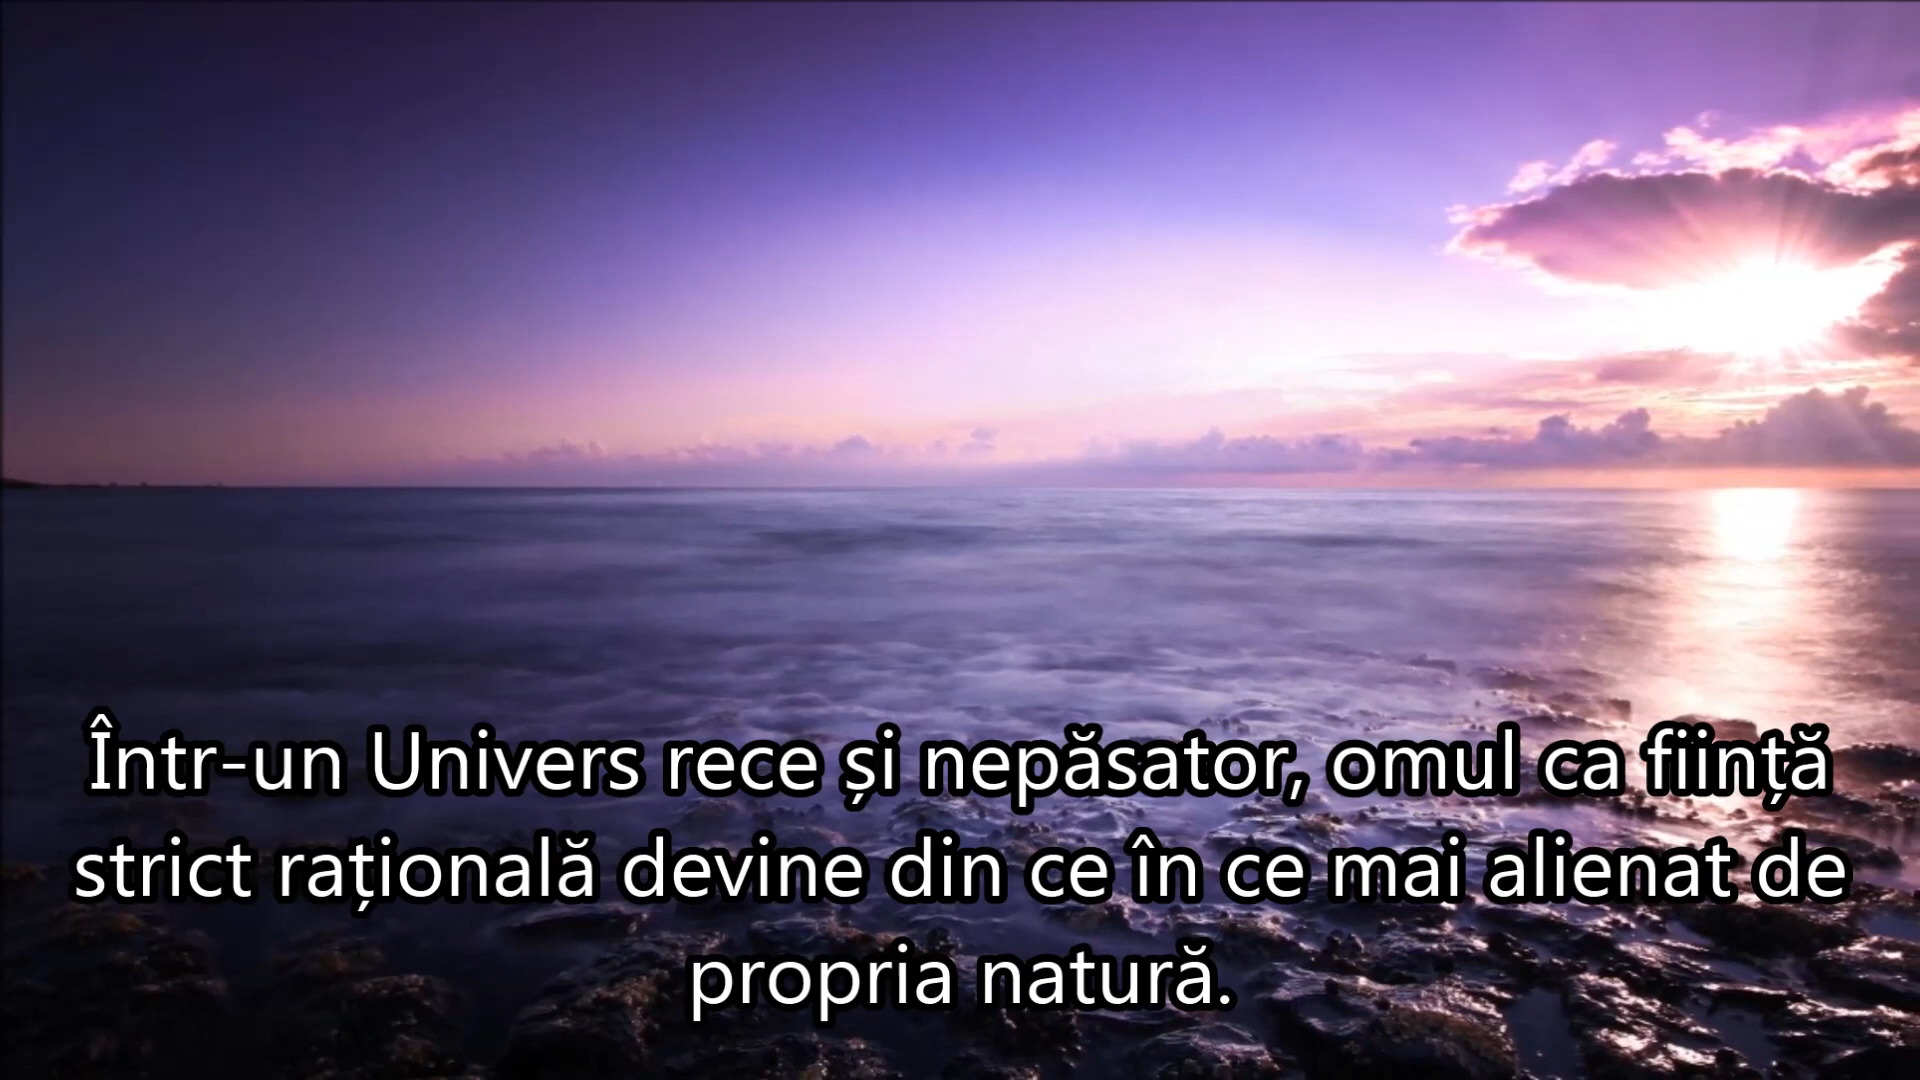 Într-un Univers rece și nepăsator, omul ca ființă
strict rațională devine din ce în ce mai alienat de
propria natură.